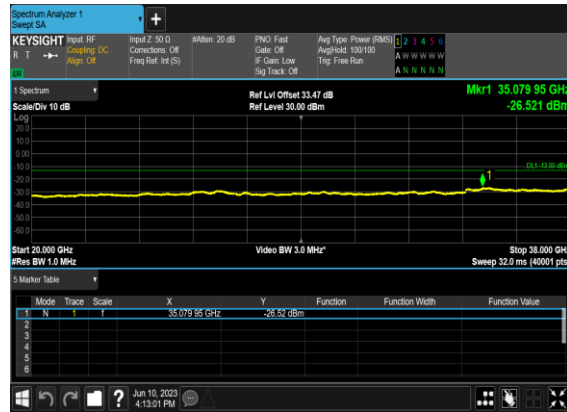 Spectrum Analyzer 1
Swept SA
+
KEYSIGHT Input: RF Input Z: 50 Ω #Atten: 20 dB PNO: Fast Avg Type: Power (RMS) 1 2 3 4 5 6
R T Coupling: DC Corrections: Off Gate: Off Avg|Hold: 100/100 A W W W W W
Align: Off Freq Ref: Int (S) IF Gain: Low Trig: Free Run A N N N N N
Sig Track: Off
1 Spectrum Ref Lvl Offset 33.47 dB Mkr1 35.079 95 GHz
Scale/Div 10 dB Ref Level 30.00 dBm -26.521 dBm
Log
20.0
10.0
0.00
-10.0
DL1 -13.00 dBm
-20.0
1
-30.0
-40.0
-50.0
-60.0
Start 20.000 GHz Video BW 3.0 MHz* Stop 38.000 GHz
#Res BW 1.0 MHz Sweep 32.0 ms (40001 pts
5 Marker Table
Mode Trace Scale X Y Function Function Width Function Value
1 N 1 f 35.079 95 GHz -26.52 dBm
2
3
4
5
6
? Jun 10, 2023
4:13:01 PM